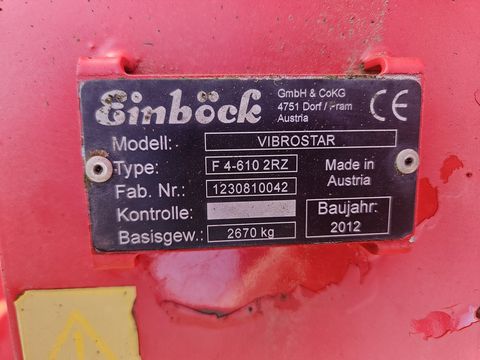 Einböck
GmbH & CoKG
4751 Dorf / Pram
Austria
CE
Modell: VIBROSTAR
Type: F 4-610 2RZ
Made in
Austria
Fab. Nr.: 1230810042
Kontrolle:
Baujahr:
2012
Basisgew.: 2670 kg